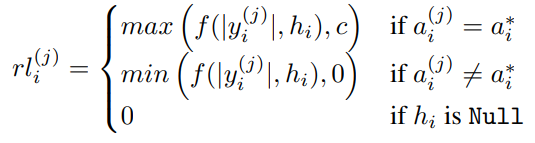 max (f(|y_i^{(j)}|, h_i), c) if a_i^{(j)} = a_i^*
rl_i^{(j)} = { min (f(|y_i^{(j)}|, h_i), 0) if a_i^{(j)} ≠ a_i^*
0 if h_i is Null